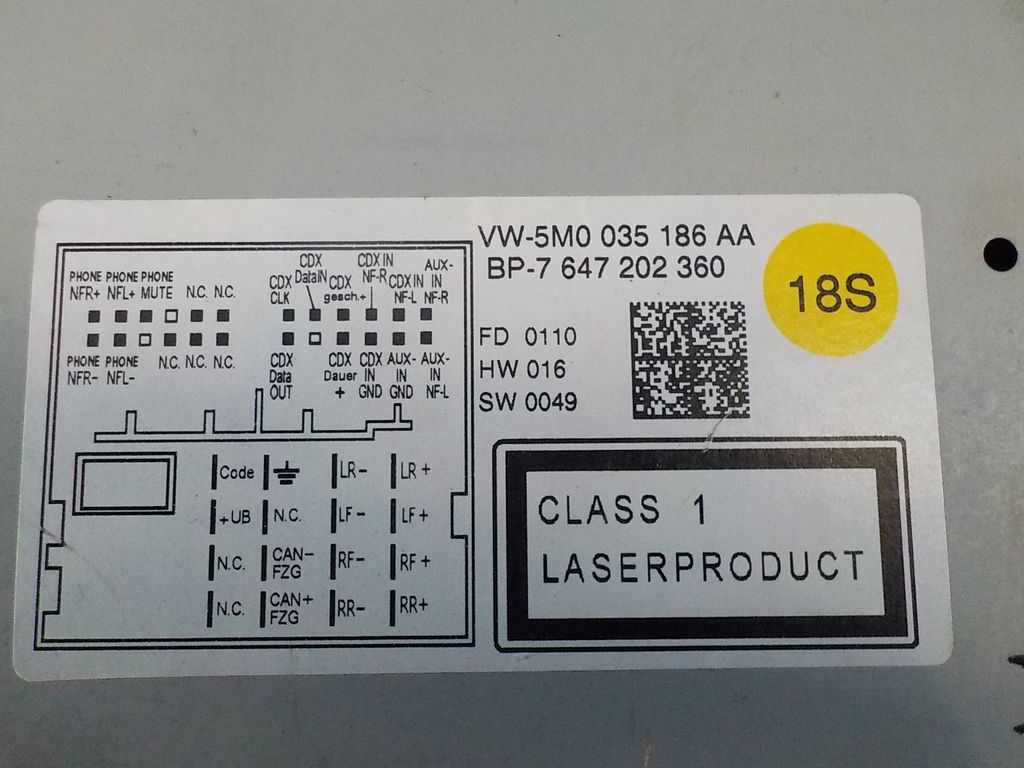 VW-5M0 035 186 AA
BP-7 647 202 360
18S
FD 0110
HW 016
SW 0049
CLASS 1
LASERPRODUCT
PHONE PHONE PHONE
NFR+ NFL+ MUTE N.C. N.C.
PHONE PHONE N.C. N.C. N.C.
NFR- NFL-
CDX CLK
CDX DataIN
CDX gesch.+
CDX IN NF-R
CDX IN NF-L
AUX-IN NF-R
CDX Data OUT
CDX Dauer +
CDX IN GND
AUX-IN GND
AUX-IN NF-L
Code LR- LR+
+UB N.C. LF- LF+
N.C. CAN- FZG RF- RF+
N.C. CAN+ FZG RR- RR+